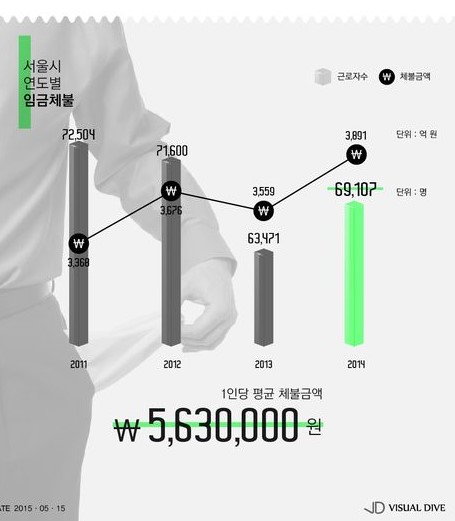 서울시
연도별
임금체불
근로자수
₩ 체불금액
단위 : 억 원
단위 : 명
72,504
71,600
63,471
69,107
₩ 3,368
₩ 3,676
₩ 3,559
₩ 3,891
2011 2012 2013 2014
1인당 평균 체불금액
₩ 5,630,000 원
ATE 2015 · 05 · 15
VISUAL DIVE